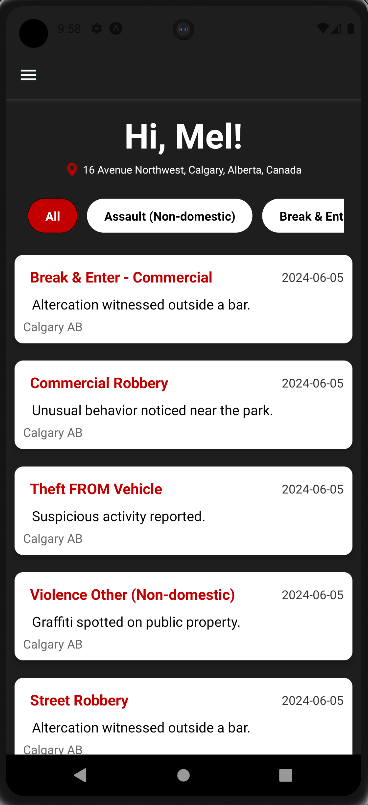 9:58
Hi, Mel!
16 Avenue Northwest, Calgary, Alberta, Canada
All Assault (Non-domestic) Break & Ent
Break & Enter - Commercial 2024-06-05
Altercation witnessed outside a bar.
Calgary AB
Commercial Robbery 2024-06-05
Unusual behavior noticed near the park.
Calgary AB
Theft FROM Vehicle 2024-06-05
Suspicious activity reported.
Calgary AB
Violence Other (Non-domestic) 2024-06-05
Graffiti spotted on public property.
Calgary AB
Street Robbery 2024-06-05
Altercation witnessed outside a bar.
Calgary AB